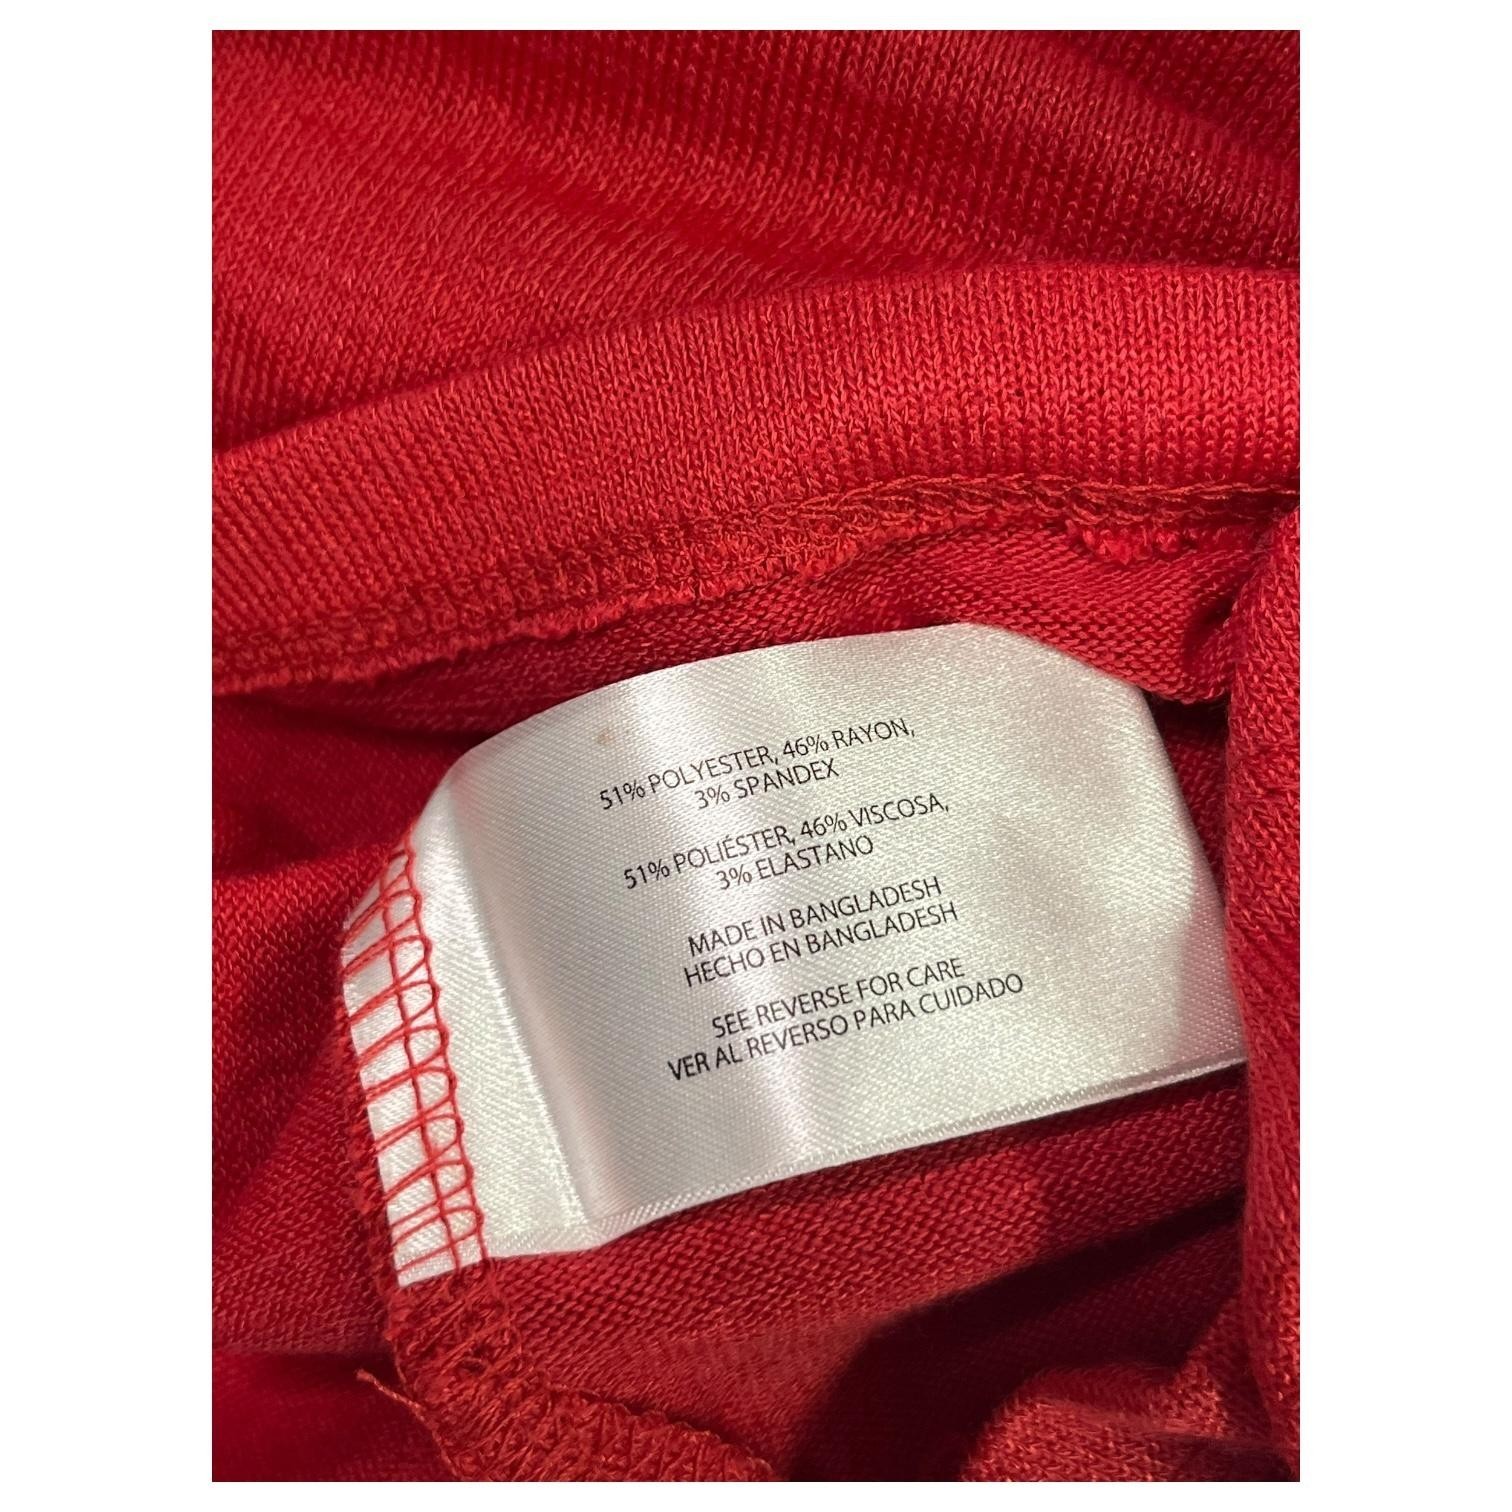 51% POLYESTER, 46% RAYON,
3% SPANDEX
51% POLIÉSTER, 46% VISCOSA,
3% ELASTANO
MADE IN BANGLADESH
HECHO EN BANGLADESH
SEE REVERSE FOR CARE
VER AL REVERSO PARA CUIDADO